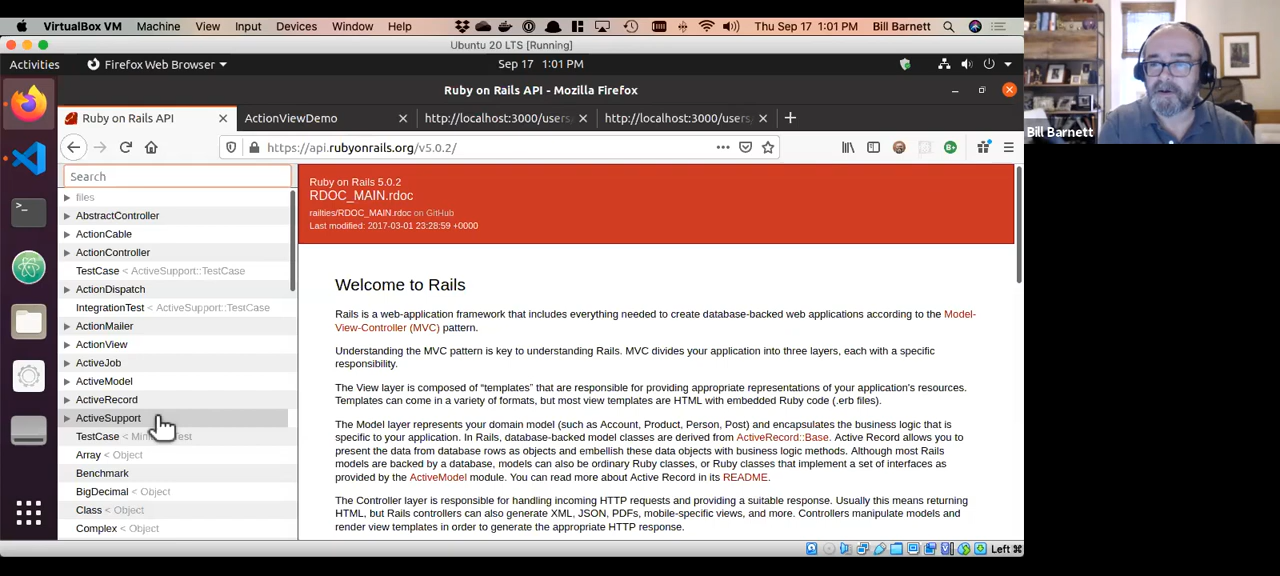 VirtualBox VM Machine View Input Devices Window Help Thu Sep 17 1:01 PM Bill Barnett
Ubuntu 20 LTS [Running]
Activities Firefox Web Browser Sep 17 1:01 PM
Ruby on Rails API - Mozilla Firefox
Ruby on Rails API ActionViewDemo http://localhost:3000/users, http://localhost:3000/users,
https://api.rubyonrails.org/v5.0.2/
Search
files
AbstractController
ActionCable
ActionController
TestCase < ActiveSupport::TestCase
ActionDispatch
IntegrationTest < ActiveSupport::TestCase
ActionMailer
ActionView
ActiveJob
ActiveModel
ActiveRecord
ActiveSupport
TestCase
Array < Object
Benchmark
BigDecimal < Object
Class < Object
Complex < Object
Ruby on Rails 5.0.2
RDOC_MAIN.rdoc
railties/RDOC_MAIN.rdoc on GitHub
Last modified: 2017-03-01 23:28:59 +0000
Welcome to Rails
Rails is a web-application framework that includes everything needed to create database-backed web applications according to the Model-
View-Controller (MVC) pattern.
Understanding the MVC pattern is key to understanding Rails. MVC divides your application into three layers, each with a specific
responsibility.
The View layer is composed of “templates” that are responsible for providing appropriate representations of your application's resources.
Templates can come in a variety of formats, but most view templates are HTML with embedded Ruby code (.erb files).
The Model layer represents your domain model (such as Account, Product, Person, Post) and encapsulates the business logic that is
specific to your application. In Rails, database-backed model classes are derived from ActiveRecord::Base. Active Record allows you to
present the data from database rows as objects and embellish these data objects with business logic methods. Although most Rails
models are backed by a database, models can also be ordinary Ruby classes, or Ruby classes that implement a set of interfaces as
provided by the ActiveModel module. You can read more about Active Record in its README.
The Controller layer is responsible for handling incoming HTTP requests and providing a suitable response. Usually this means returning
HTML, but Rails controllers can also generate XML, JSON, PDFs, mobile-specific views, and more. Controllers manipulate models and
render view templates in order to generate the appropriate HTTP response.
Left ⌘
Bill Barnett